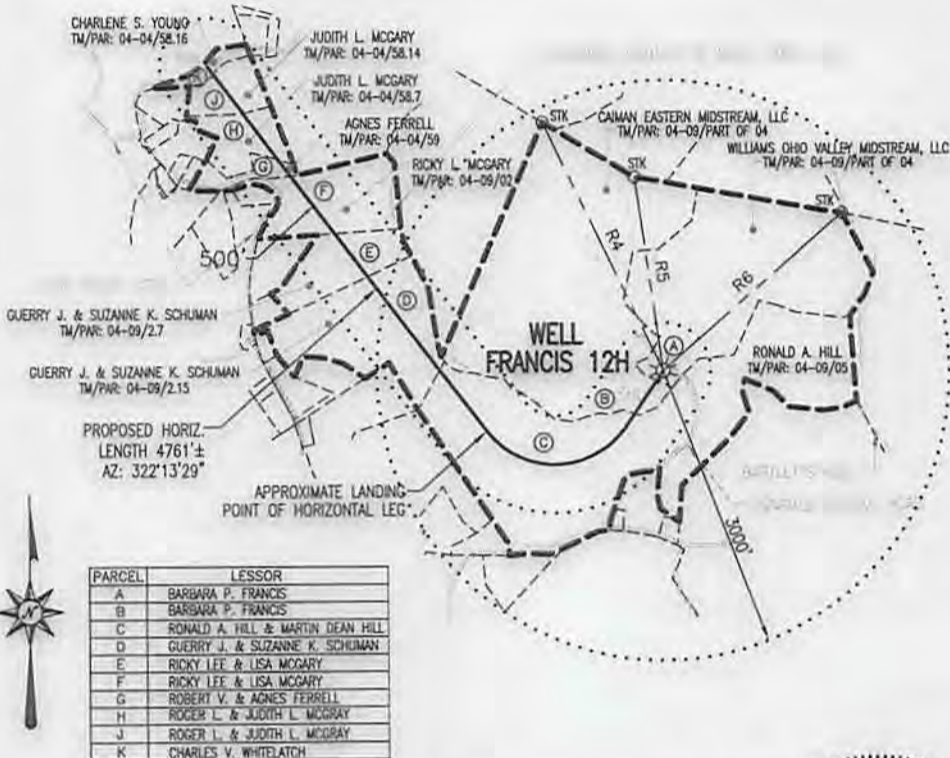 CHARLENE S. YOUNG
TM/PAR: 04-04/58.16
JUDITH L. MCGARY
TM/PAR: 04-04/58.14
JUDITH L. MCGARY
TM/PAR: 04-04/58.7
AGNES FERRELL
TM/PAR: 04-04/59
RICKY L. MCGARY
TM/PAR: 04-09/02
STK
CAIMAN EASTERN MIDSTREAM, LLC
TM/PAR: 04-09/PART OF 04
STK
WILLIAMS OHIO VALLEY MIDSTREAM, LLC
TM/PAR: 04-09/PART OF 04
STK
J
H
G
F
E
D
500'
R4
R5
R6
GUERRY J. & SUZANNE K. SCHUMAN
TM/PAR: 04-09/2.7
GUERRY J. & SUZANNE K. SCHUMAN
TM/PAR: 04-09/2.15
WELL
FRANCIS 12H
A
B
C
RONALD A. HILL
TM/PAR: 04-09/05
PROPOSED HORIZ.
LENGTH 4761'±
AZ: 322°13'29"
APPROXIMATE LANDING
POINT OF HORIZONTAL LEG
3000'
N
PARCEL LESSOR
A BARBARA P. FRANCIS
B BARBARA P. FRANCIS
C RONALD A. HILL & MARTIN DEAN HILL
D GUERRY J. & SUZANNE K. SCHUMAN
E RICKY LEE & LISA MCGARY
F RICKY LEE & LISA MCGARY
G ROBERT V. & AGNES FERRELL
H ROGER L. & JUDITH L. MCGRAY
J ROGER L. & JUDITH L. MCGRAY
K CHARLES V. WHITELATCH